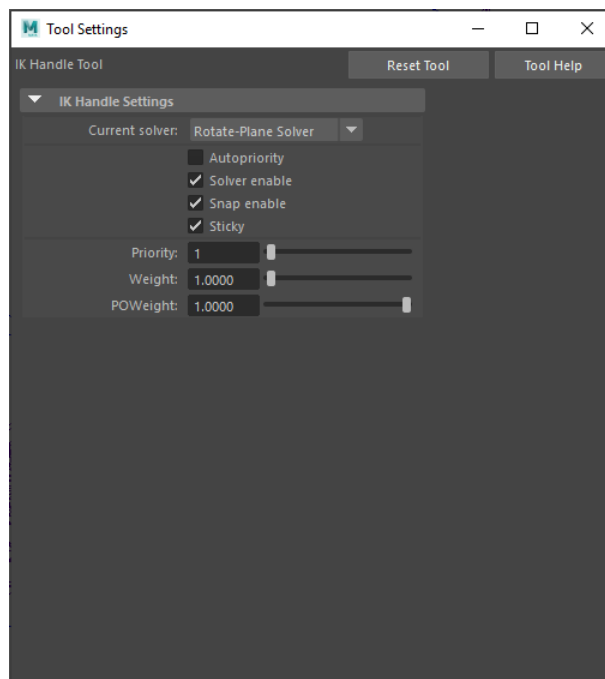 Tool Settings
IK Handle Tool
Reset Tool
Tool Help
IK Handle Settings
Current solver: Rotate-Plane Solver
Autopriority
Solver enable
Snap enable
Sticky
Priority: 1
Weight: 1.0000
POWeight: 1.0000